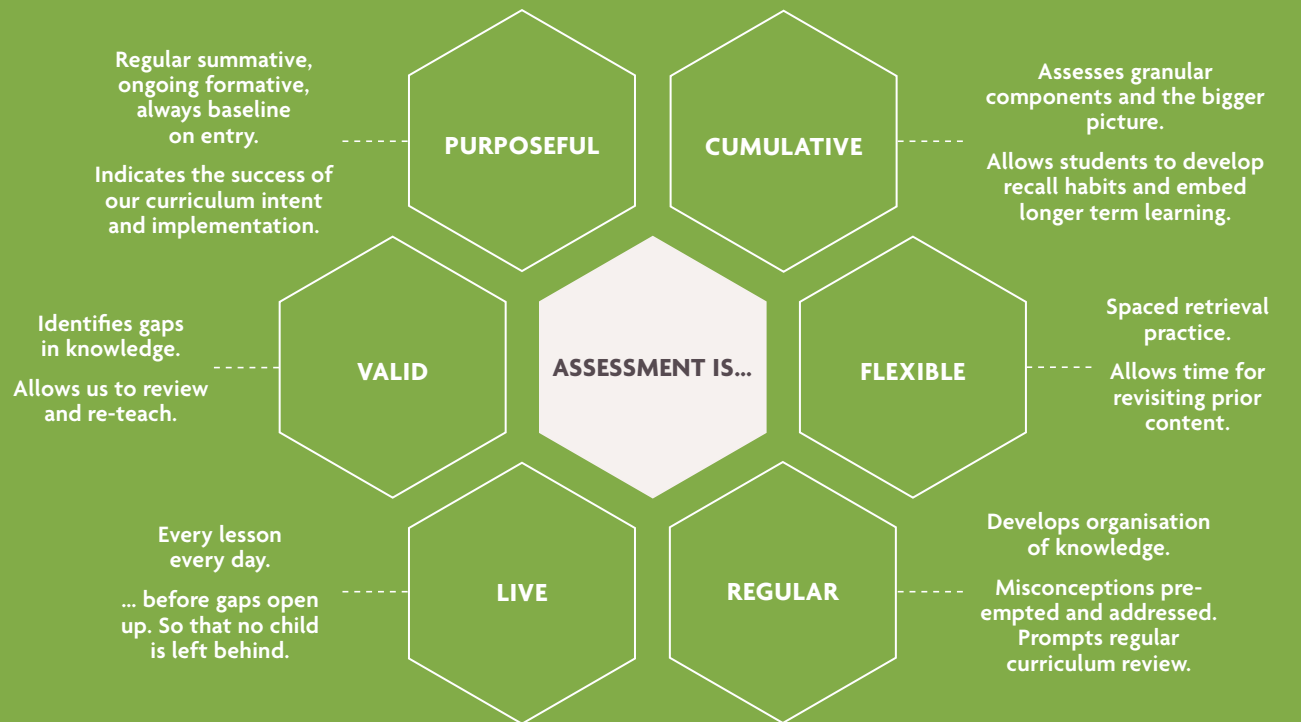 Regular summative,
ongoing formative,
always baseline
on entry.
Indicates the success of
our curriculum intent
and implementation.
PURPOSEFUL
CUMULATIVE
Assesses granular
components and the bigger
picture.
Allows students to develop
recall habits and embed
longer term learning.
Identifies gaps
in knowledge.
Allows us to review
and re-teach.
VALID
ASSESSMENT IS...
FLEXIBLE
Spaced retrieval
practice.
Allows time for
revisiting prior
content.
Every lesson
every day.
... before gaps open
up. So that no child
is left behind.
LIVE
REGULAR
Develops organisation
of knowledge.
Misconceptions pre-
empted and addressed.
Prompts regular
curriculum review.